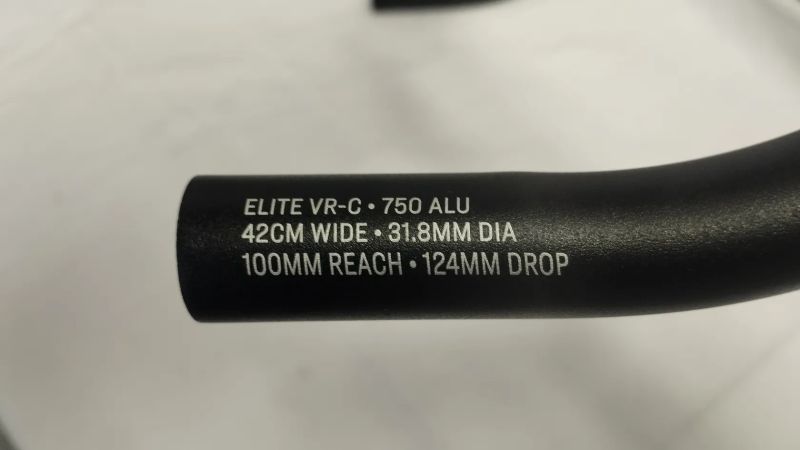 ELITE VR-C • 750 ALU
42CM WIDE • 31.8MM DIA
100MM REACH • 124MM DROP